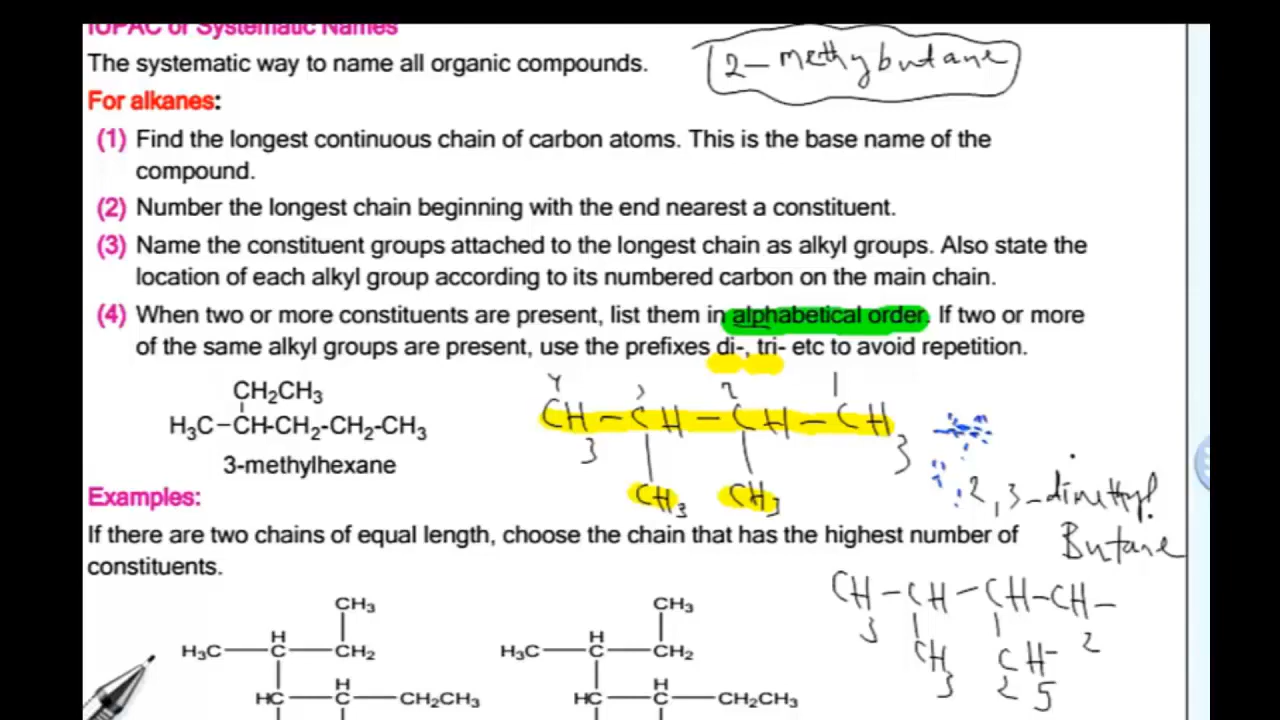 IUPAC or Systematic Names
The systematic way to name all organic compounds.
2-methybutane
For alkanes:
(1) Find the longest continuous chain of carbon atoms. This is the base name of the
compound.
(2) Number the longest chain beginning with the end nearest a constituent.
(3) Name the constituent groups attached to the longest chain as alkyl groups. Also state the
location of each alkyl group according to its numbered carbon on the main chain.
(4) When two or more constituents are present, list them in alphabetical order. If two or more
of the same alkyl groups are present, use the prefixes di-, tri- etc to avoid repetition.
CH₂CH₃
H₃C-CH-CH₂-CH₂-CH₃
3-methylhexane
4 3 2 1
CH₃-CH-CH-CH₃
CH₃ CH₃
2,3-dimethyl
Butane
Examples:
If there are two chains of equal length, choose the chain that has the highest number of
constituents.
CH₃-CH-CH-CH₂-
CH₃ C₂H₅
CH₃ CH₃
H H
H₃C-C-CH₂ H₃C-C-CH₂
H H
HC-C-CH₂CH₃ HC-C-CH₂CH₃